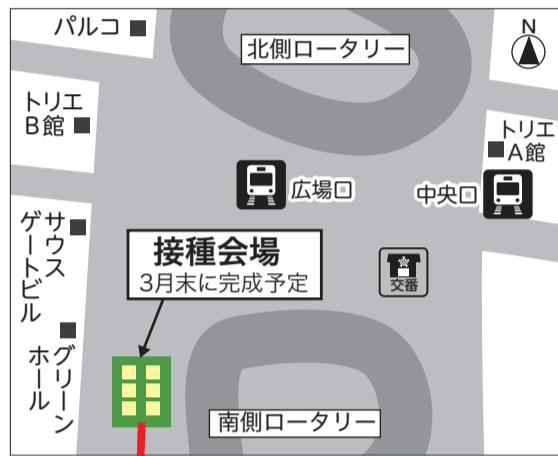 パルコ
北側ロータリー
N
トリエ
B館
トリエ
A館
広場口
中央口
サウス
ゲートビル
接種会場
3月末に完成予定
交番
グリーン
ホール
南側ロータリー